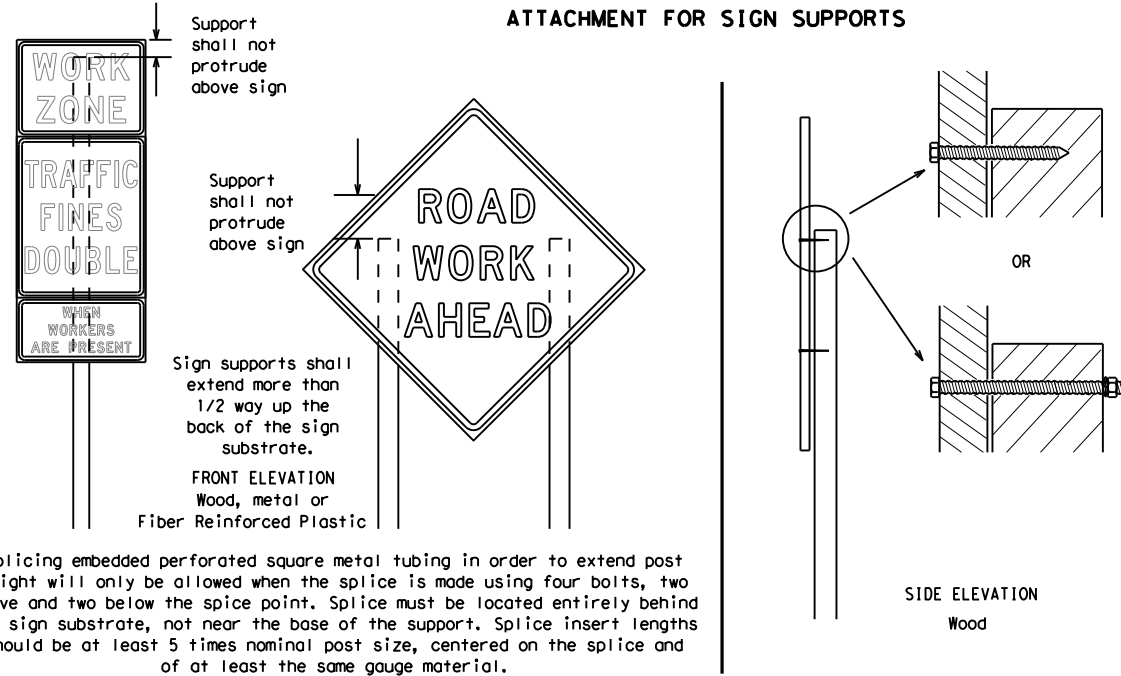 ATTACHMENT FOR SIGN SUPPORTS
Support
shall not
protrude
above sign
WORK
ZONE
TRAFFIC
FINES
DOUBLE
WHEN
WORKERS
ARE PRESENT
Support
shall not
protrude
above sign
ROAD
WORK
AHEAD
Sign supports shall
extend more than
1/2 way up the
back of the sign
substrate.
FRONT ELEVATION
Wood, metal or
Fiber Reinforced Plastic
OR
SIDE ELEVATION
Wood
plicing embedded perforated square metal tubing in order to extend post
ight will only be allowed when the splice is made using four bolts, two
ve and two below the spice point. Splice must be located entirely behind
sign substrate, not near the base of the support. Splice insert lengths
hould be at least 5 times nominal post size, centered on the splice and
of at least the same gauge material.